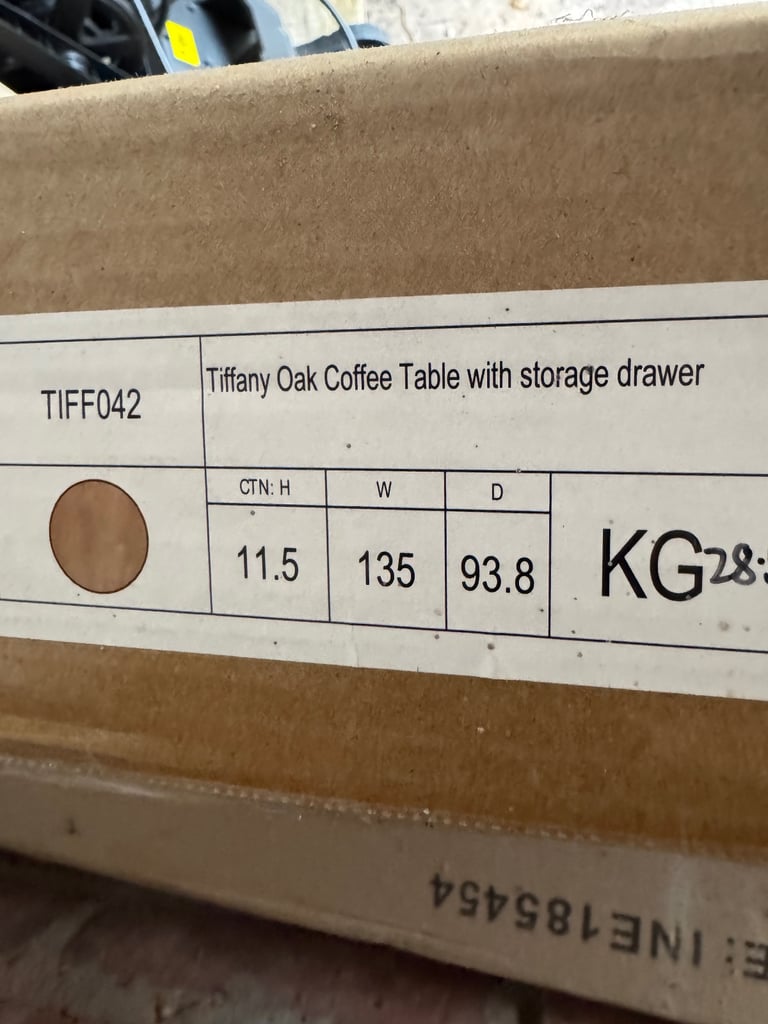 TIFF042
Tiffany Oak Coffee Table with storage drawer
CTN: H
W
D
11.5
135
93.8
KG 28.
E: INE185454